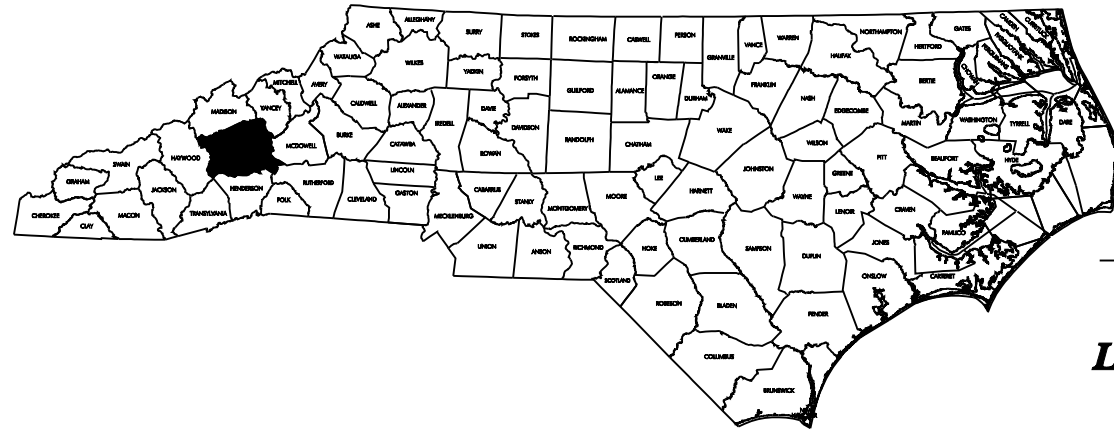 ASHE
ALLEGHANY
SURRY
STOKES
ROCKINGHAM
CASWELL
PERSON
GRANVILLE
VANCE
WARREN
NORTHAMPTON
GATES
HERTFORD
CAMDEN
CURRITUCK
WATAUGA
WILKES
YADKIN
FORSYTH
GUILFORD
ALAMANCE
ORANGE
DURHAM
FRANKLIN
HALIFAX
BERTIE
MITCHELL
AVERY
CALDWELL
ALEXANDER
IREDELL
DAVIE
DAVIDSON
RANDOLPH
CHATHAM
WAKE
NASH
EDGECOMBE
MARTIN
WASHINGTON
TYRRELL
DARE
MADISON
YANCEY
MCDOWELL
BURKE
CATAWBA
ROWAN
LINCOLN
GASTON
WILSON
PITT
BEAUFORT
HYDE
SWAIN
HAYWOOD
HENDERSON
RUTHERFORD
CLEVELAND
POLK
GRAHAM
JACKSON
TRANSYLVANIA
CHEROKEE
CLAY
MACON
MECKLENBURG
CABARRUS
STANLY
MONTGOMERY
MOORE
LEE
HARNETT
JOHNSTON
WAYNE
GREENE
LENOIR
CRAVEN
PAMLICO
UNION
ANSON
RICHMOND
SCOTLAND
HOKE
CUMBERLAND
SAMPSON
DUPLIN
JONES
ONSLOW
CARTERET
ROBESON
BLADEN
PENDER
COLUMBUS
BRUNSWICK
L